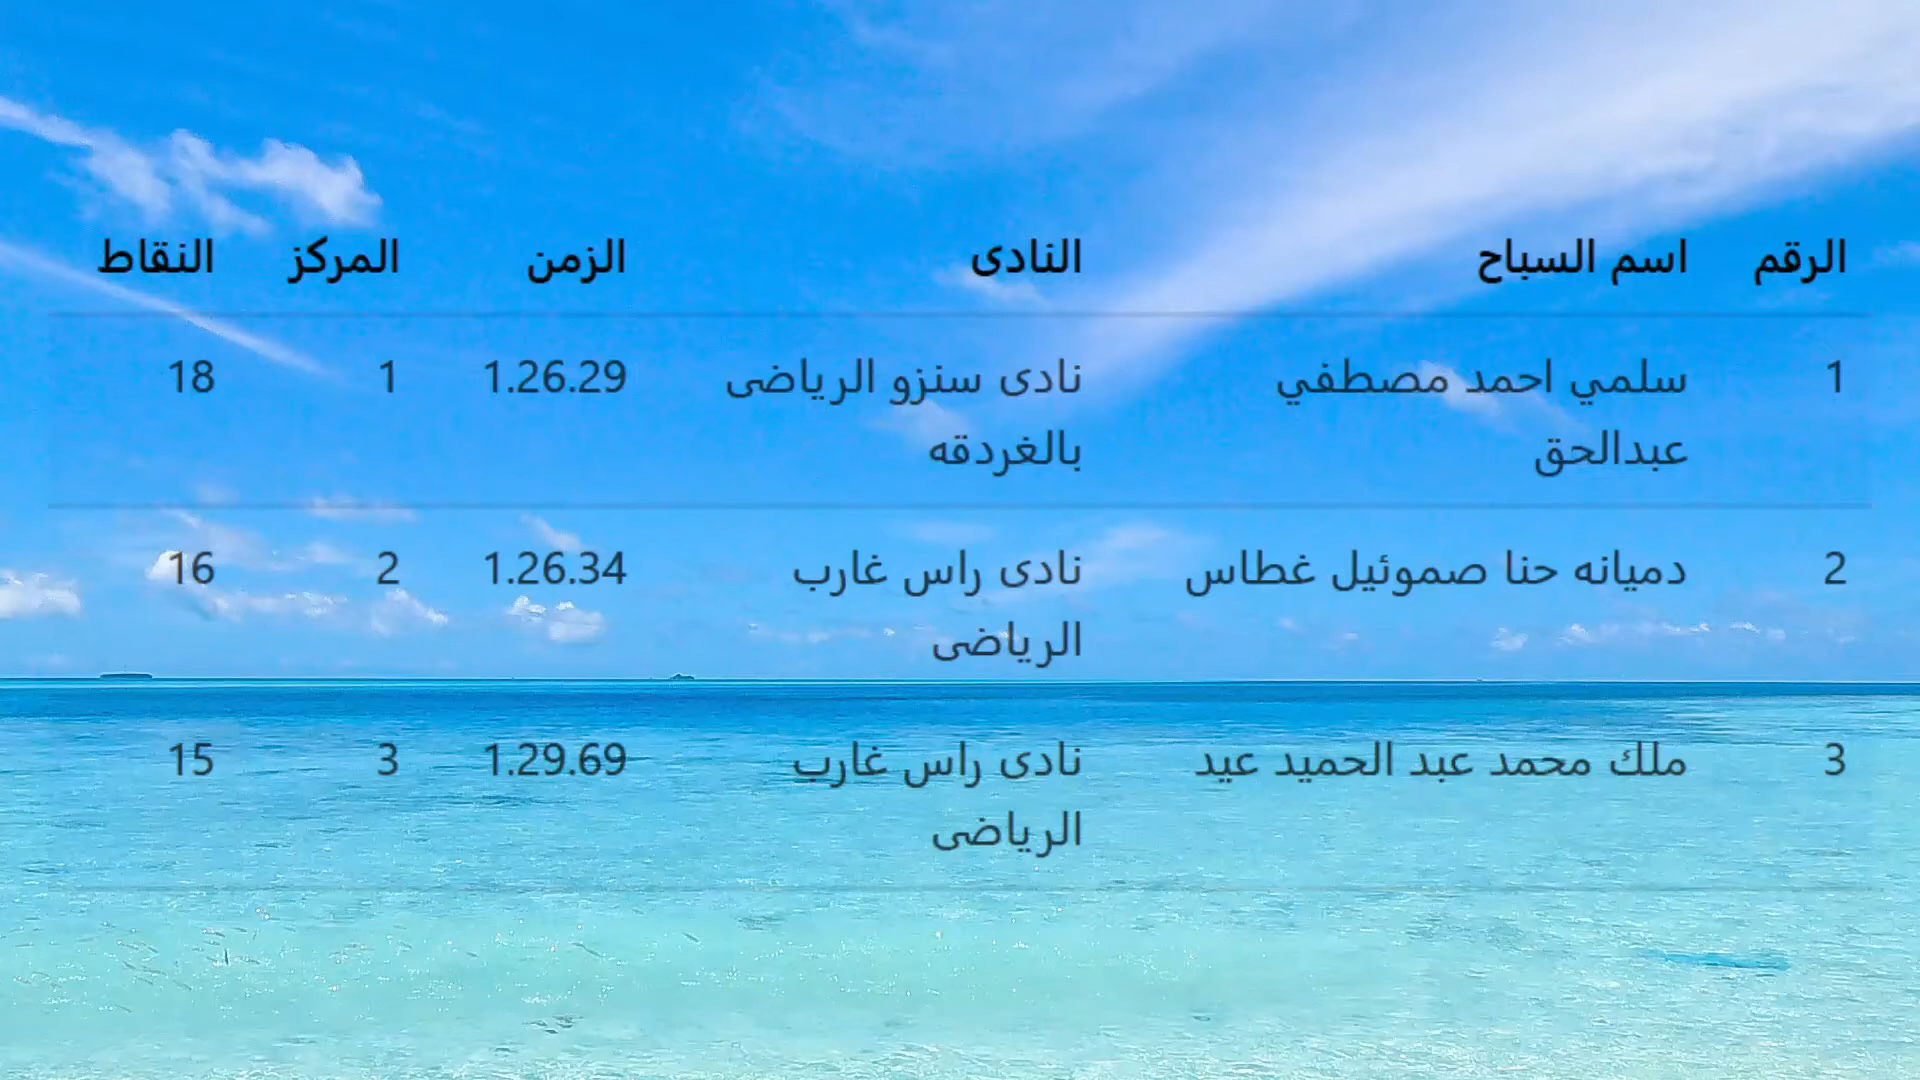 الرقم اسم السباح النادى الزمن المركز النقاط
1 سلمي احمد مصطفي نادى سنزو الرياضى 1.26.29 1 18
عبدالحق بالغردقه
2 دميانه حنا صموئيل غطاس نادى راس غارب 1.26.34 2 16
الرياضى
3 ملك محمد عبد الحميد عيد نادى راس غارب 1.29.69 3 15
الرياضى